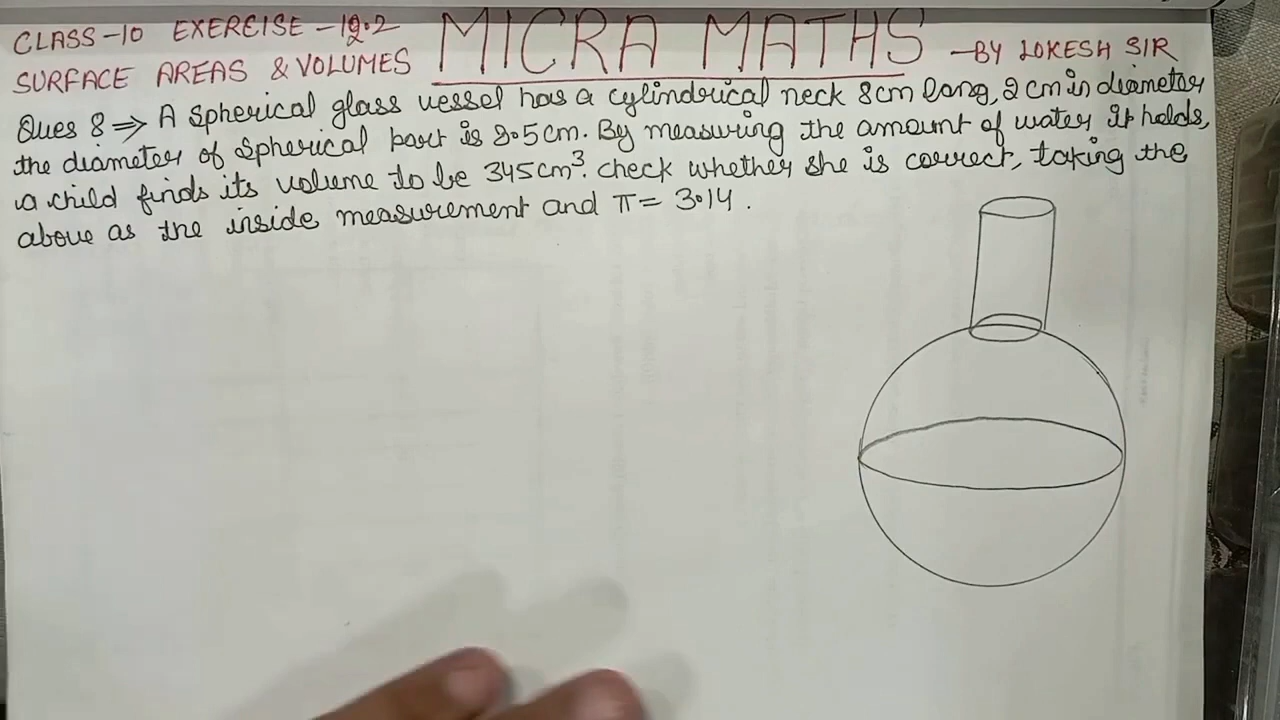 CLASS-10 EXERCISE-12.2
MICRA MATHS -BY LOKESH SIR
SURFACE AREAS & VOLUMES
Ques 8 ⇒ A Spherical glass vessel has a cylindrical neck 8cm long, 2 cm in diameter
the diameter of Spherical part is 8.5cm. By measuring the amount of water it holds,
a child finds its volume to be 345cm³. check whether she is correct, taking the
above as the inside measurement and π = 3.14.